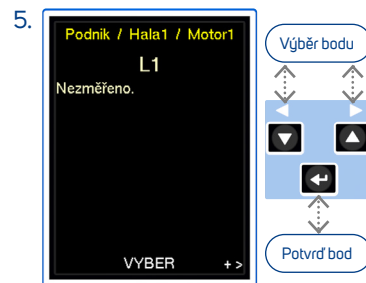 5.
Podnik / Hala1 / Motor1
L1
Nezměřeno.
VYBER + >
Výběr bodu
Potvrď bod